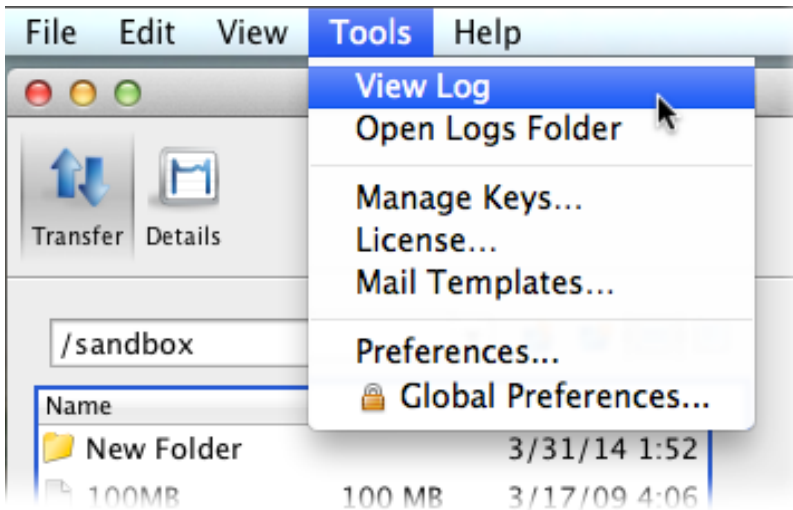 File Edit View Tools Help
View Log
Open Logs Folder
Manage Keys...
License...
Mail Templates...
Preferences...
Global Preferences...
Transfer Details
/sandbox
Name
New Folder 3/31/14 1:52
100MB 100 MB 3/17/09 4:06